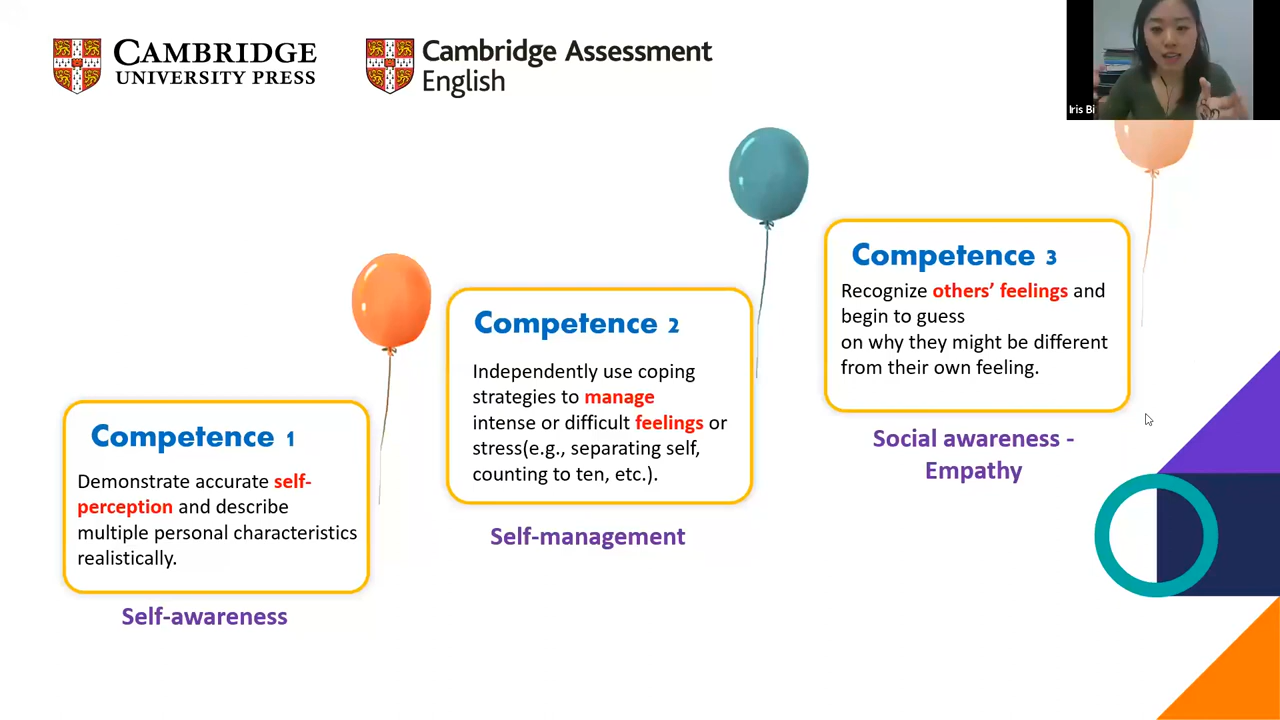 CAMBRIDGE
UNIVERSITY PRESS
Cambridge Assessment
English
Iris Bi
Competence 1
Demonstrate accurate self-
perception and describe
multiple personal characteristics
realistically.
Self-awareness
Competence 2
Independently use coping
strategies to manage
intense or difficult feelings or
stress(e.g., separating self,
counting to ten, etc.).
Self-management
Competence 3
Recognize others’ feelings and
begin to guess
on why they might be different
from their own feeling.
Social awareness -
Empathy